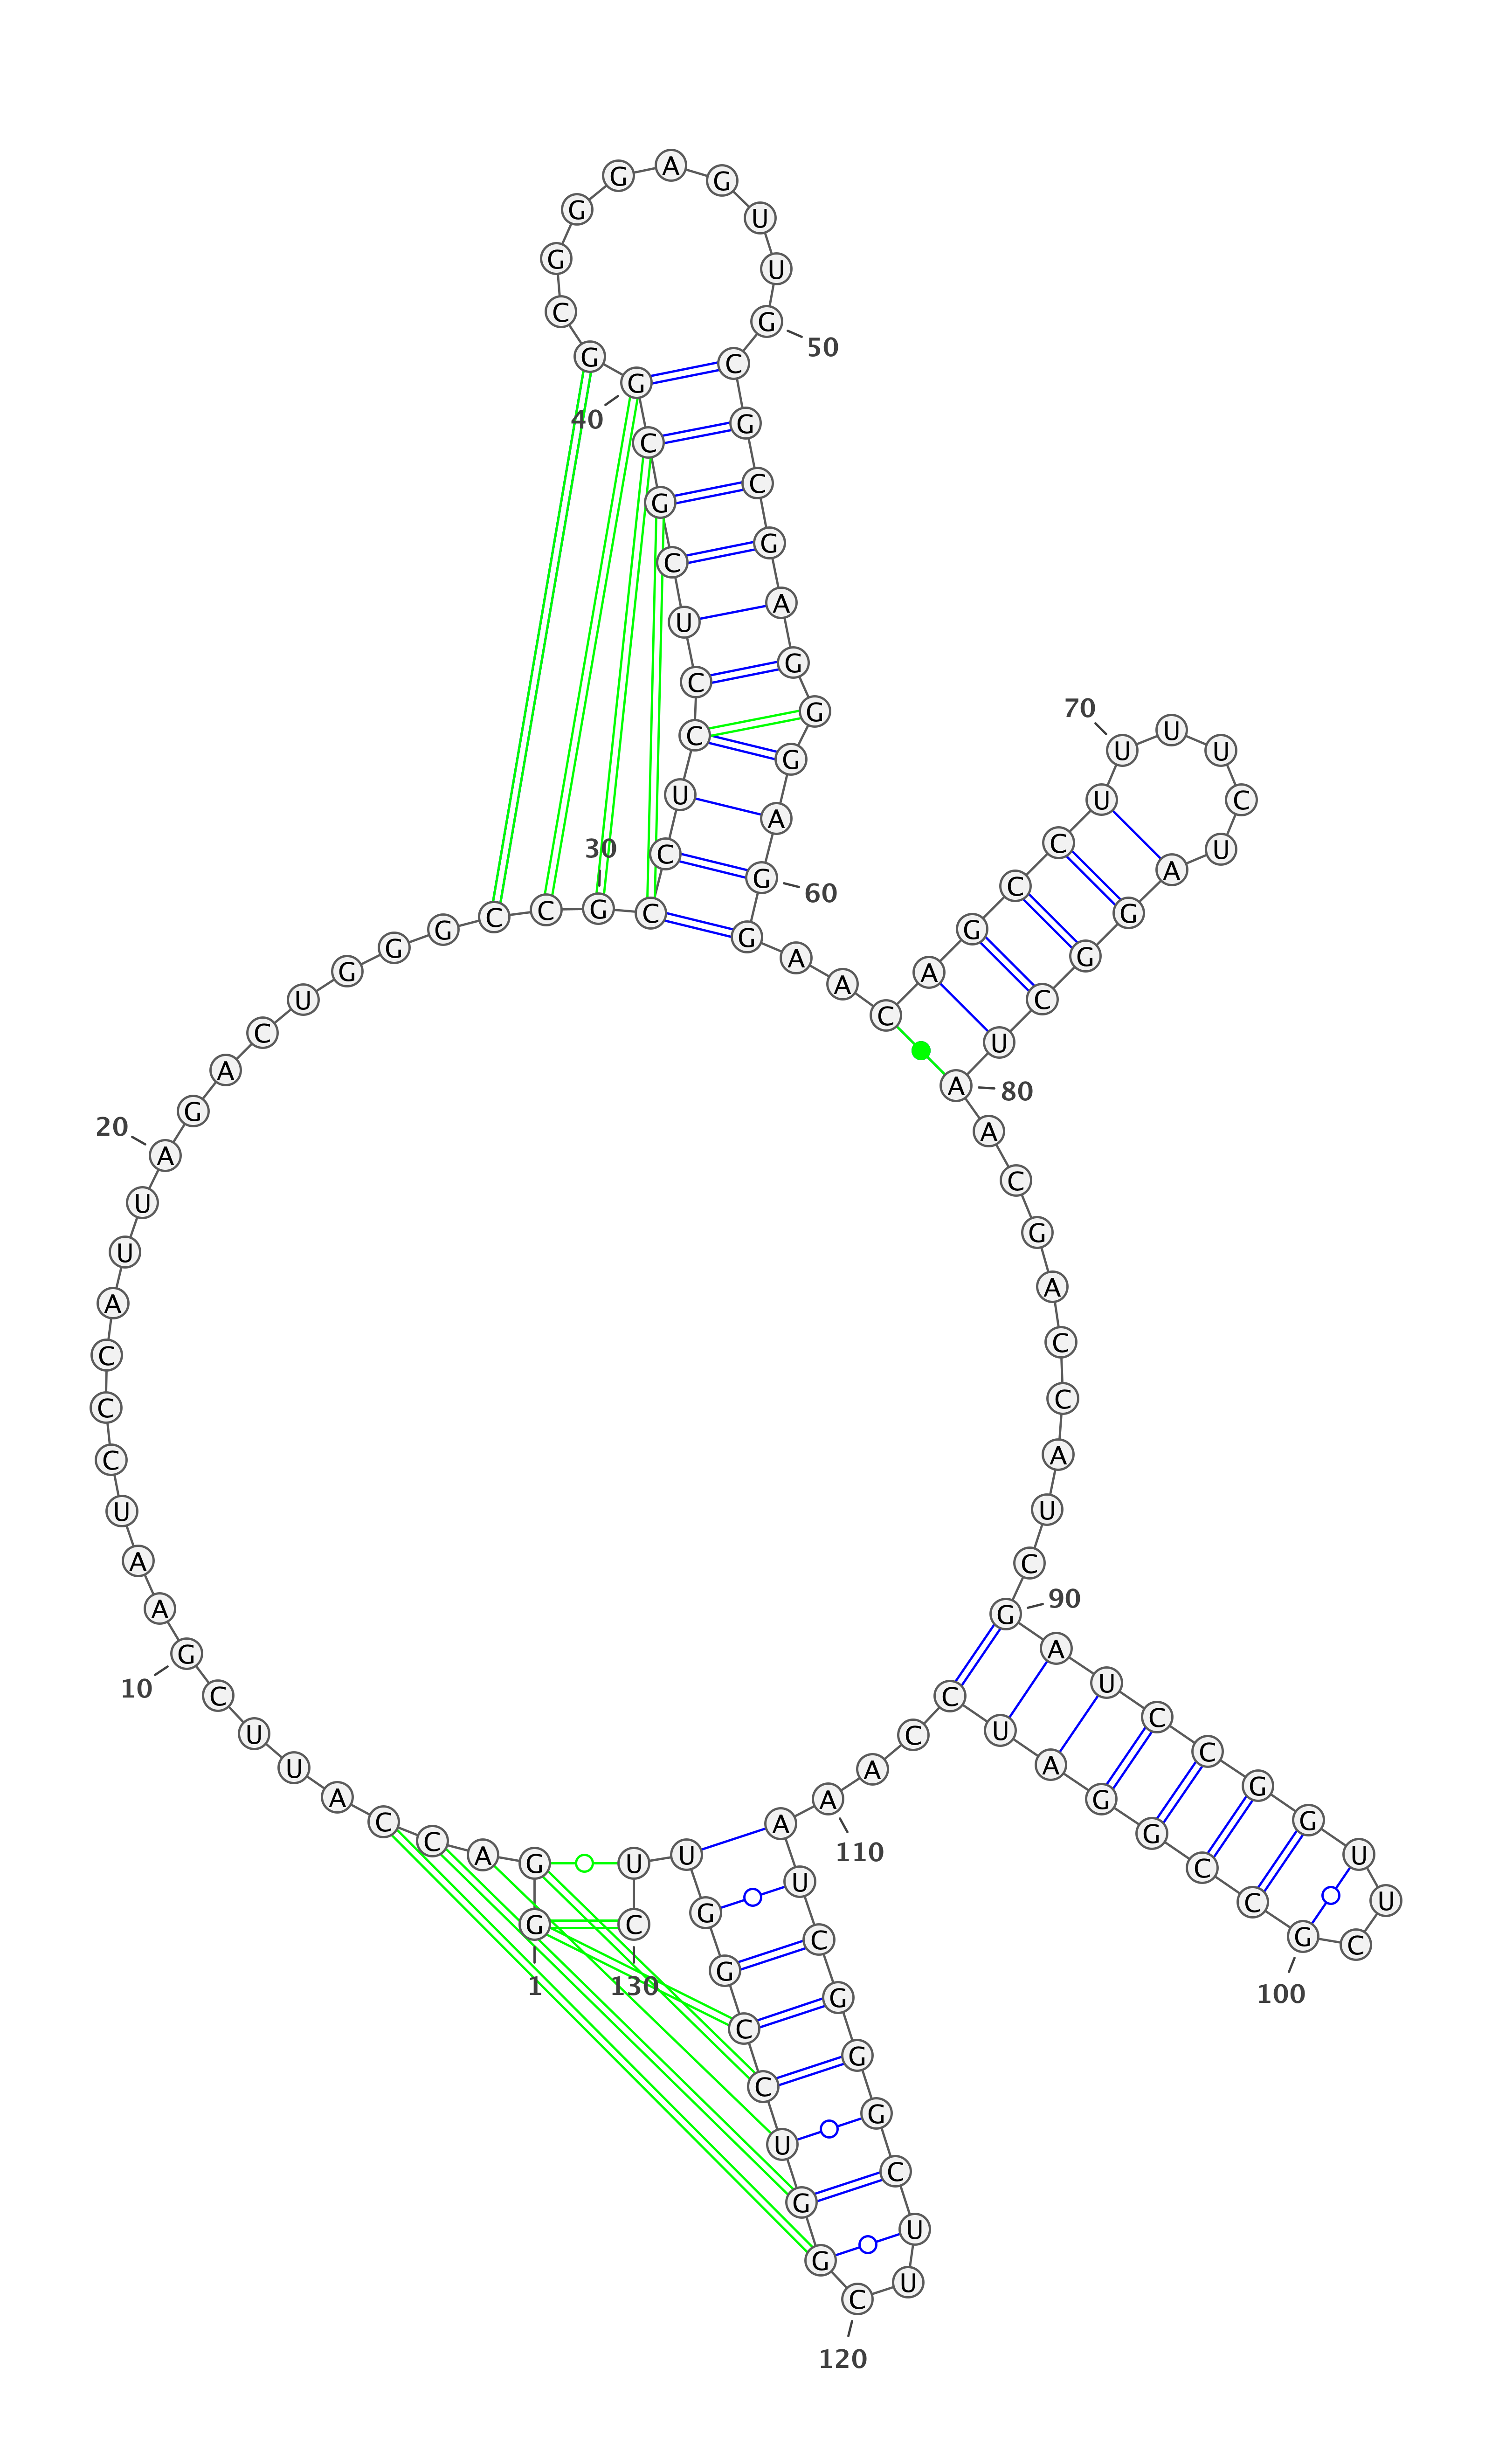 G G A C C A U U C G
A A U C C C A U U A
G A C U G G G C C G
C C U C C U C G C G
G C G G G A G U U G
C G C G A G G G A G
G A A C A G C C U U
U U C U A G G C U A
A C G A C C A U C G
A U C C G G U U C G
C C G G A U C C A A
A U C G G G C U U C
G G U C C G G U U C
1
10
20
30
40
50
60
70
80
90
100
110
120
130